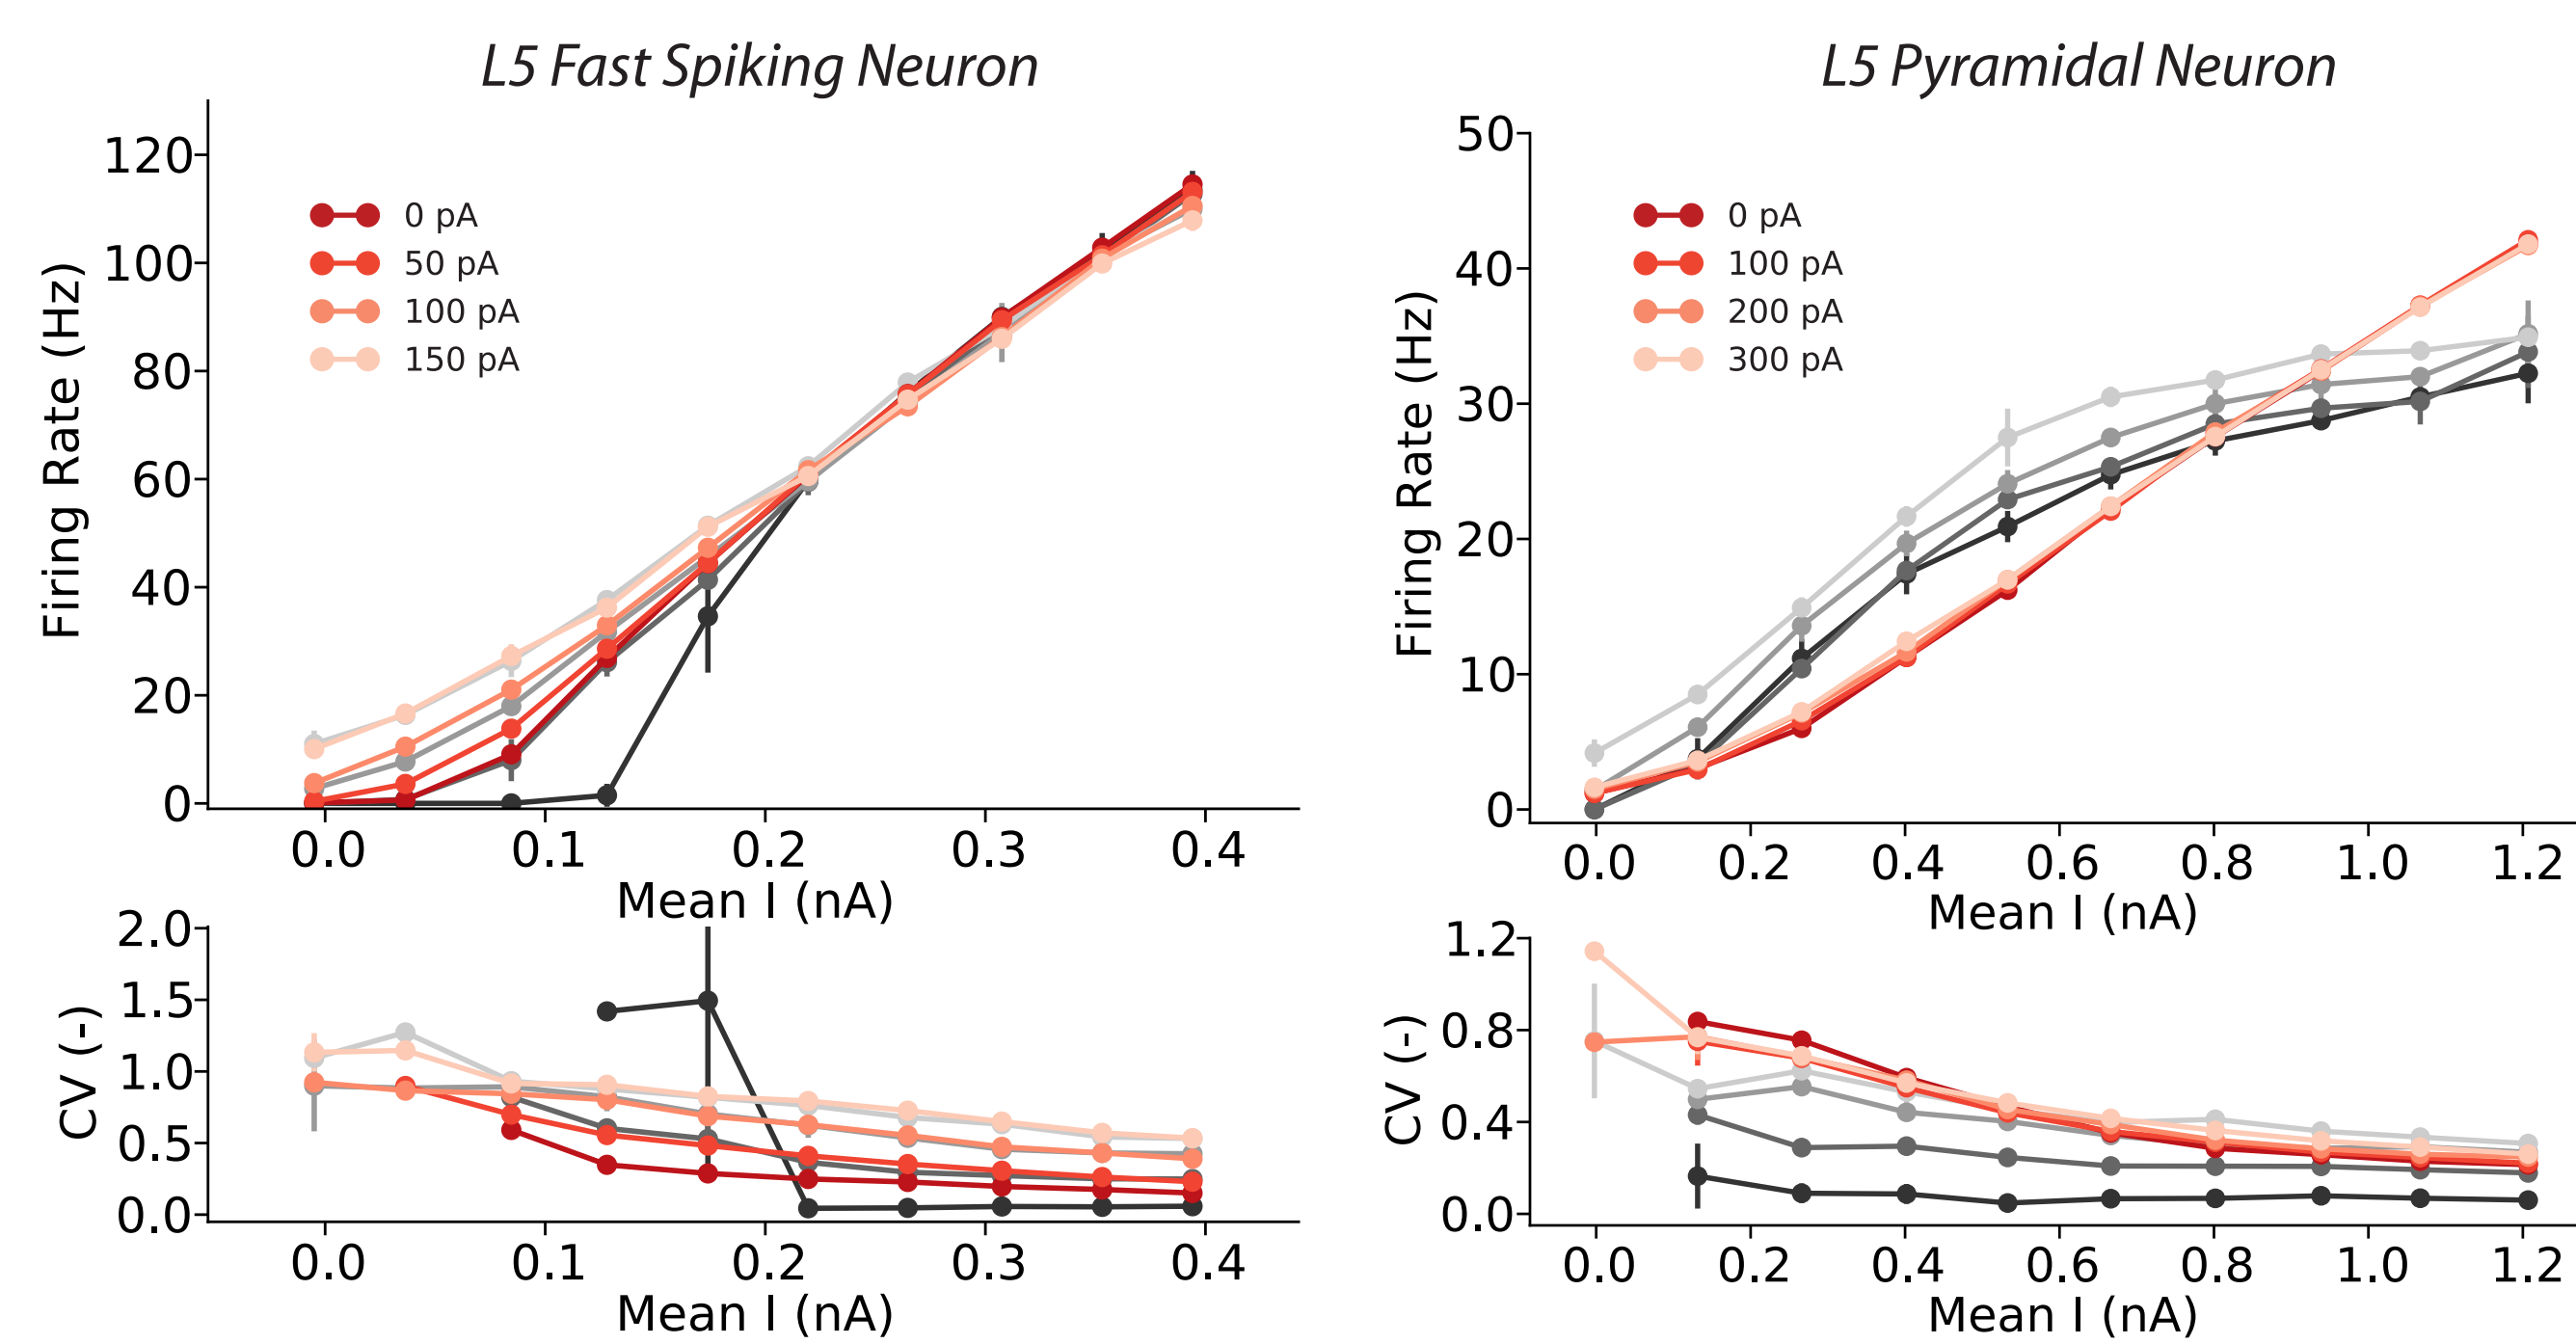 L5 Fast Spiking Neuron
Firing Rate (Hz)
120
100
80
60
40
20
0
0 pA
50 pA
100 pA
150 pA
0.0 0.1 0.2 0.3 0.4
Mean I (nA)
CV (-)
2.0
1.5
1.0
0.5
0.0
0.0 0.1 0.2 0.3 0.4
Mean I (nA)
L5 Pyramidal Neuron
Firing Rate (Hz)
50
40
30
20
10
0
0 pA
100 pA
200 pA
300 pA
0.0 0.2 0.4 0.6 0.8 1.0 1.2
Mean I (nA)
CV (-)
1.2
0.8
0.4
0.0
0.0 0.2 0.4 0.6 0.8 1.0 1.2
Mean I (nA)